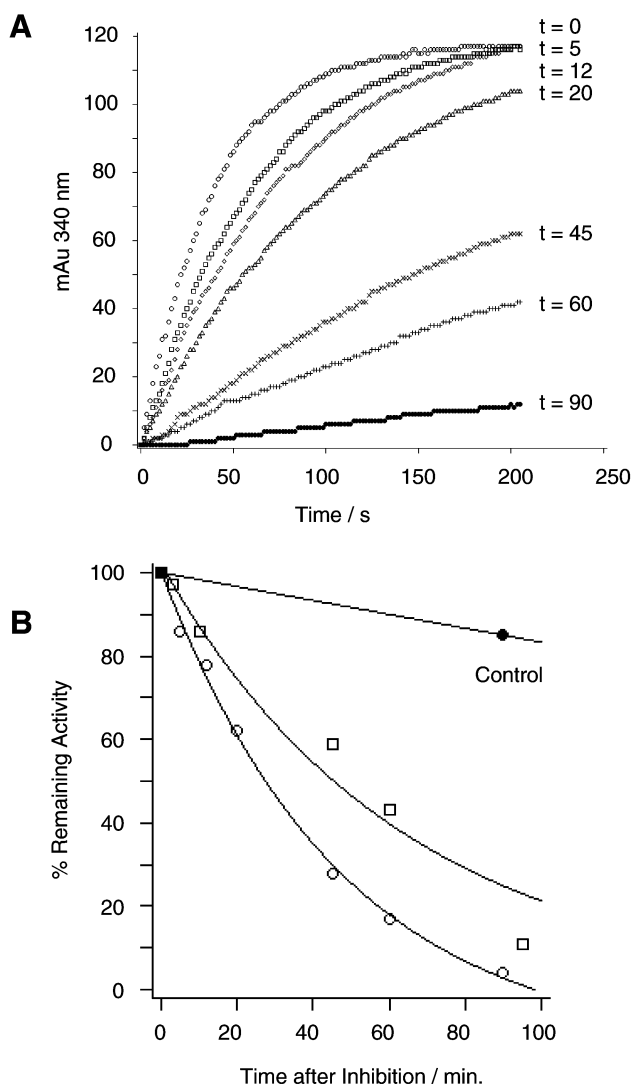 A
t = 0
t = 5
t = 12
t = 20
t = 45
t = 60
t = 90
120
100
80
60
40
20
0
mAu 340 nm
0 50 100 150 200 250
Time / s
B
100
80
60
40
20
0
% Remaining Activity
Control
0 20 40 60 80 100
Time after Inhibition / min.